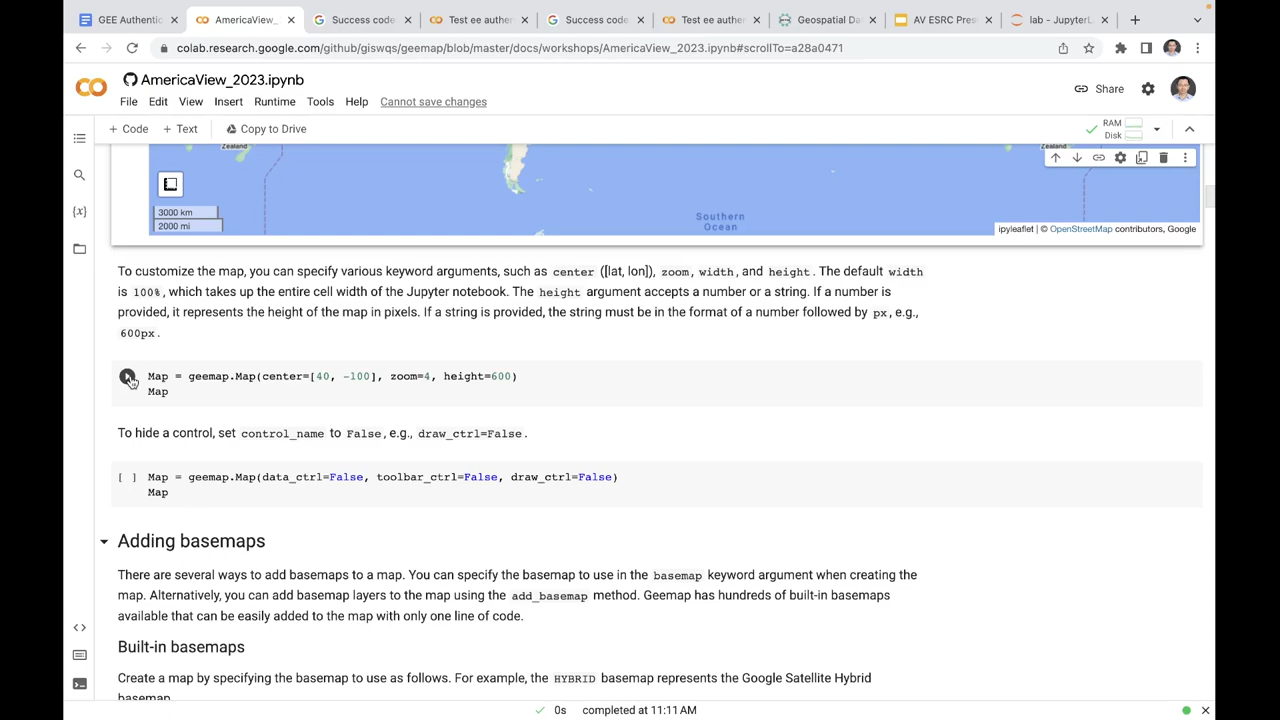 GEE Authentic
AmericaView_
Success code
Test ee auther
Success code
Test ee auther
Geospatial Da
AV ESRC Pres
lab - JupyterL
colab.research.google.com/github/giswqs/geemap/blob/master/docs/workshops/AmericaView_2023.ipynb#scrollTo=a28a0471
AmericaView_2023.ipynb
Share
File Edit View Insert Runtime Tools Help Cannot save changes
+ Code + Text Copy to Drive
RAM
Disk
Zealand
Zealand
3000 km
2000 mi
Southern
Ocean
ipyleaflet | © OpenStreetMap contributors, Google
To customize the map, you can specify various keyword arguments, such as center ([lat, lon]), zoom, width, and height. The default width
is 100%, which takes up the entire cell width of the Jupyter notebook. The height argument accepts a number or a string. If a number is
provided, it represents the height of the map in pixels. If a string is provided, the string must be in the format of a number followed by px, e.g.,
600px.
Map = geemap.Map(center=[40, -100], zoom=4, height=600)
Map
To hide a control, set control_name to False, e.g., draw_ctrl=False.
[ ] Map = geemap.Map(data_ctrl=False, toolbar_ctrl=False, draw_ctrl=False)
Map
Adding basemaps
There are several ways to add basemaps to a map. You can specify the basemap to use in the basemap keyword argument when creating the
map. Alternatively, you can add basemap layers to the map using the add_basemap method. Geemap has hundreds of built-in basemaps
available that can be easily added to the map with only one line of code.
Built-in basemaps
Create a map by specifying the basemap to use as follows. For example, the HYBRID basemap represents the Google Satellite Hybrid
basemap.
0s completed at 11:11 AM